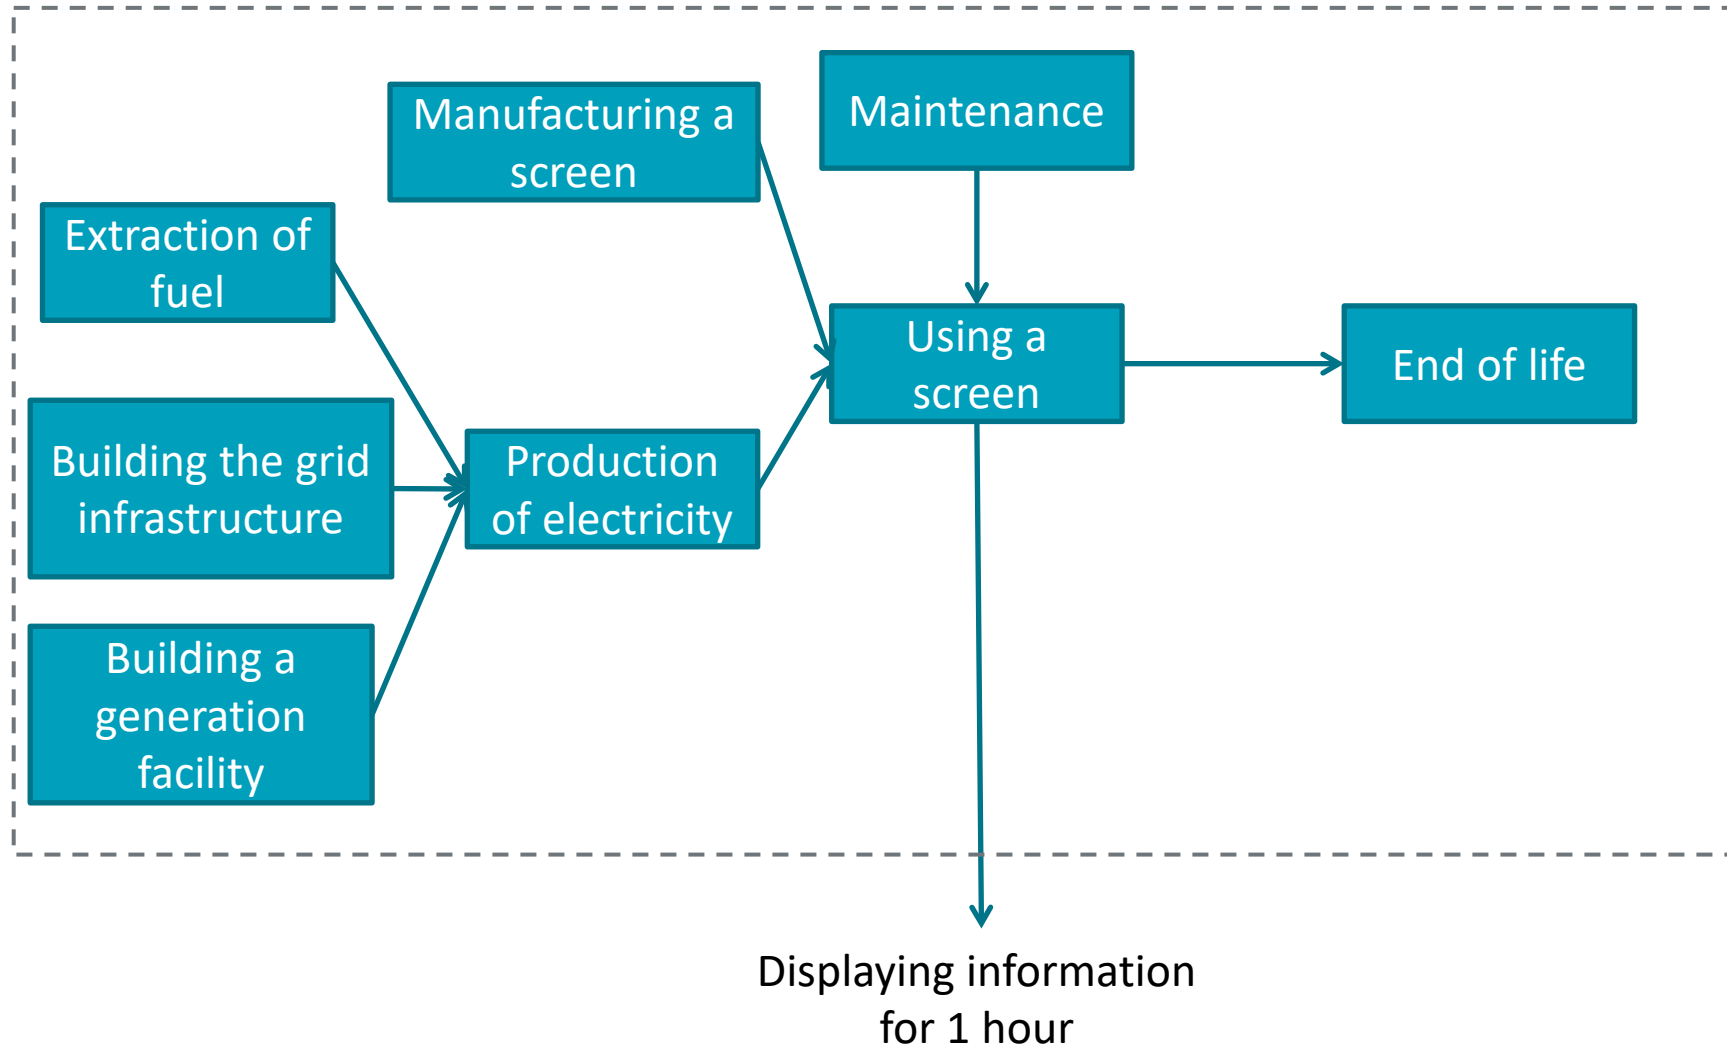 Manufacturing a
screen
Maintenance
Extraction of
fuel
Using a
screen
End of life
Building the grid
infrastructure
Production
of electricity
Building a
generation
facility
Displaying information
for 1 hour